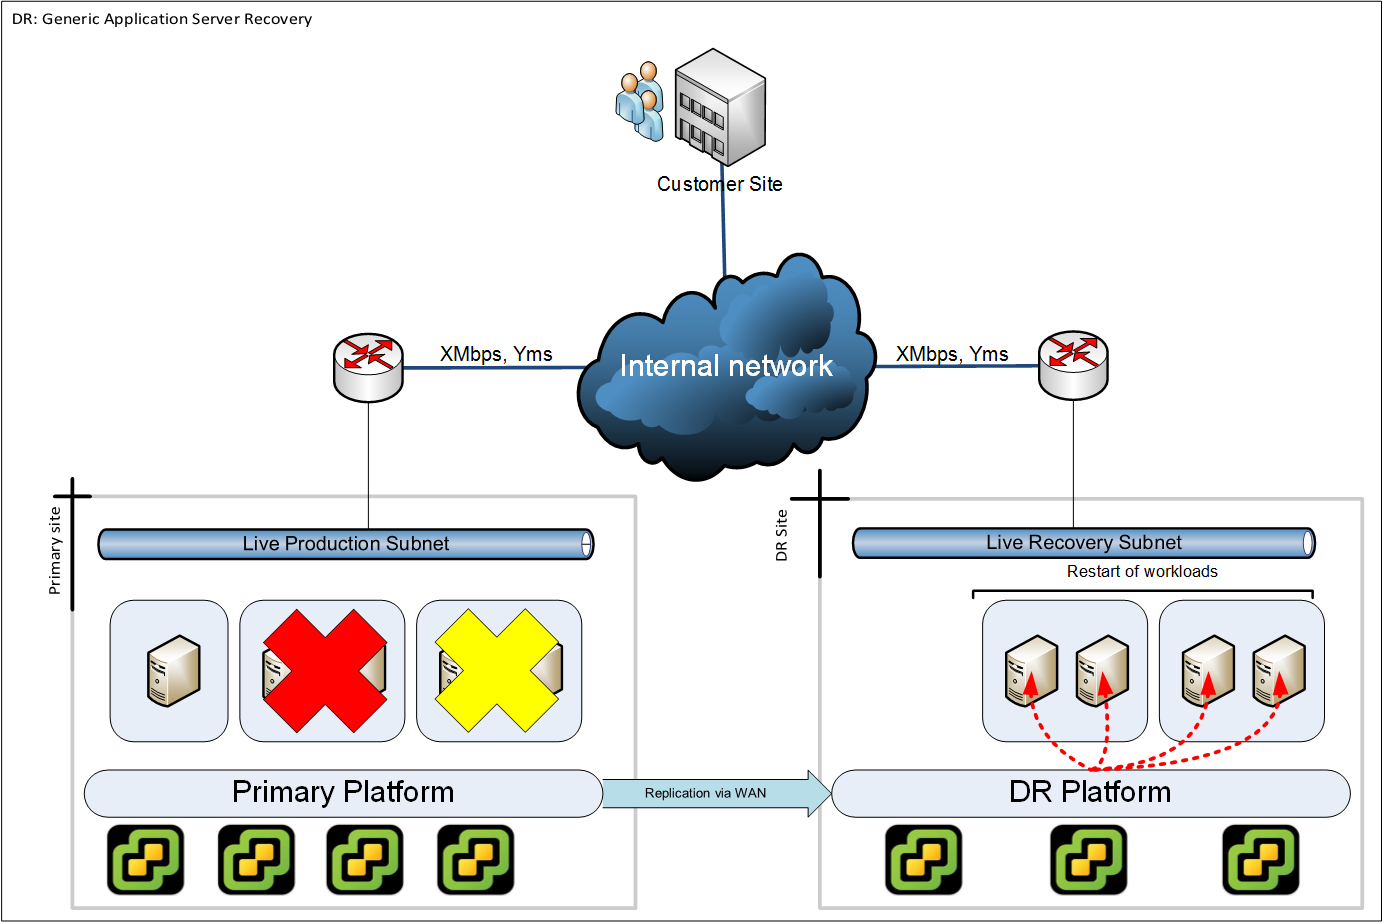 DR: Generic Application Server Recovery
Customer Site
XMbps, Yms
Internal network
XMbps, Yms
Primary site
Live Production Subnet
DR Site
Live Recovery Subnet
Restart of workloads
Primary Platform
Replication via WAN
DR Platform